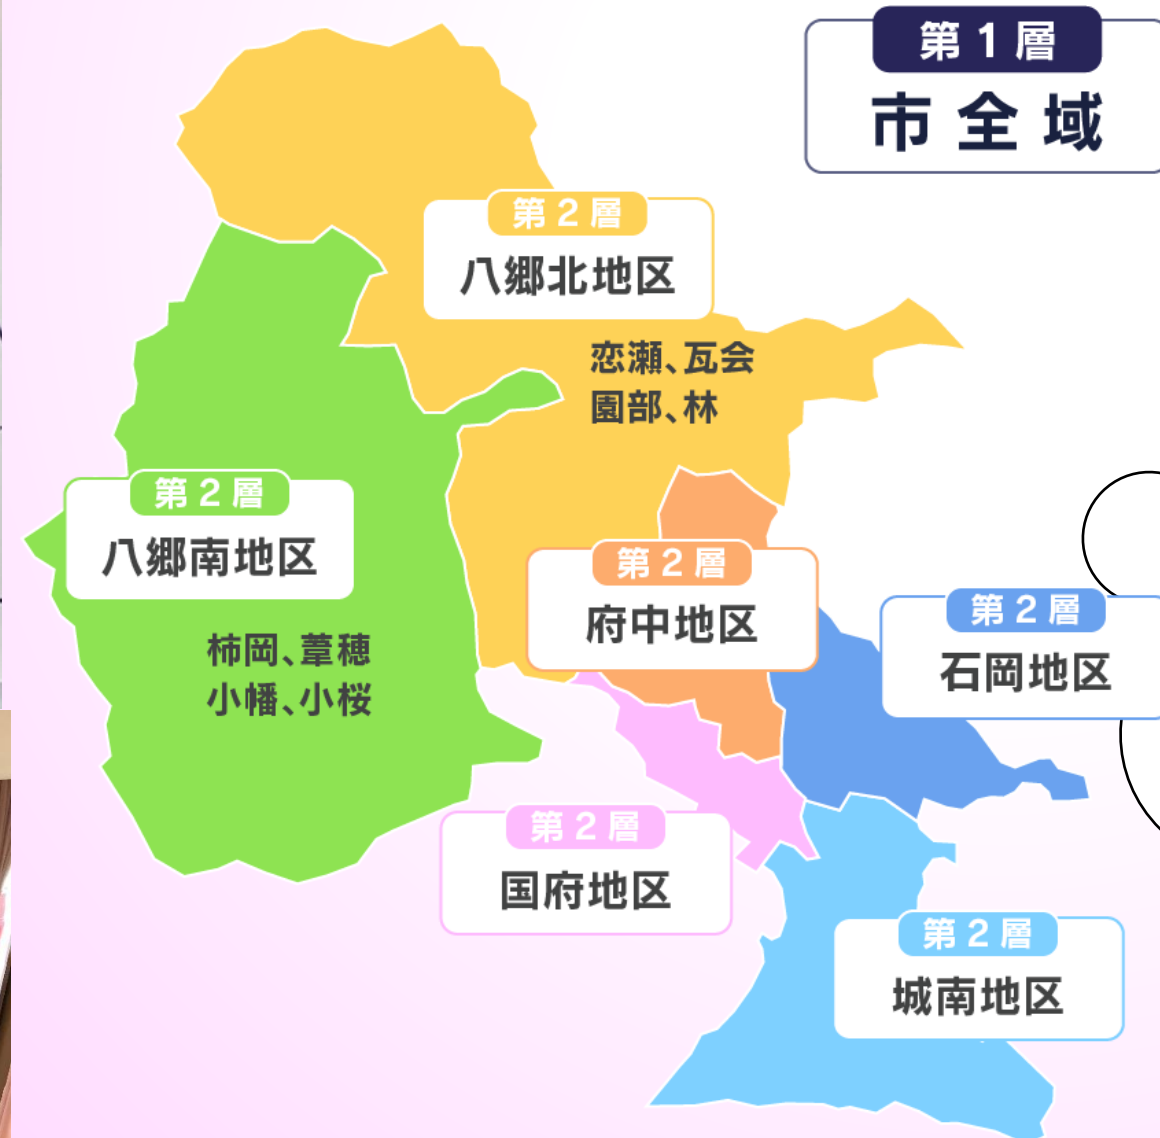 第1層
市全域
第2層
八郷北地区
恋瀬、瓦会
園部、林
第2層
八郷南地区
柿岡、葦穂
小幡、小桜
第2層
府中地区
第2層
石岡地区
第2層
国府地区
第2層
城南地区